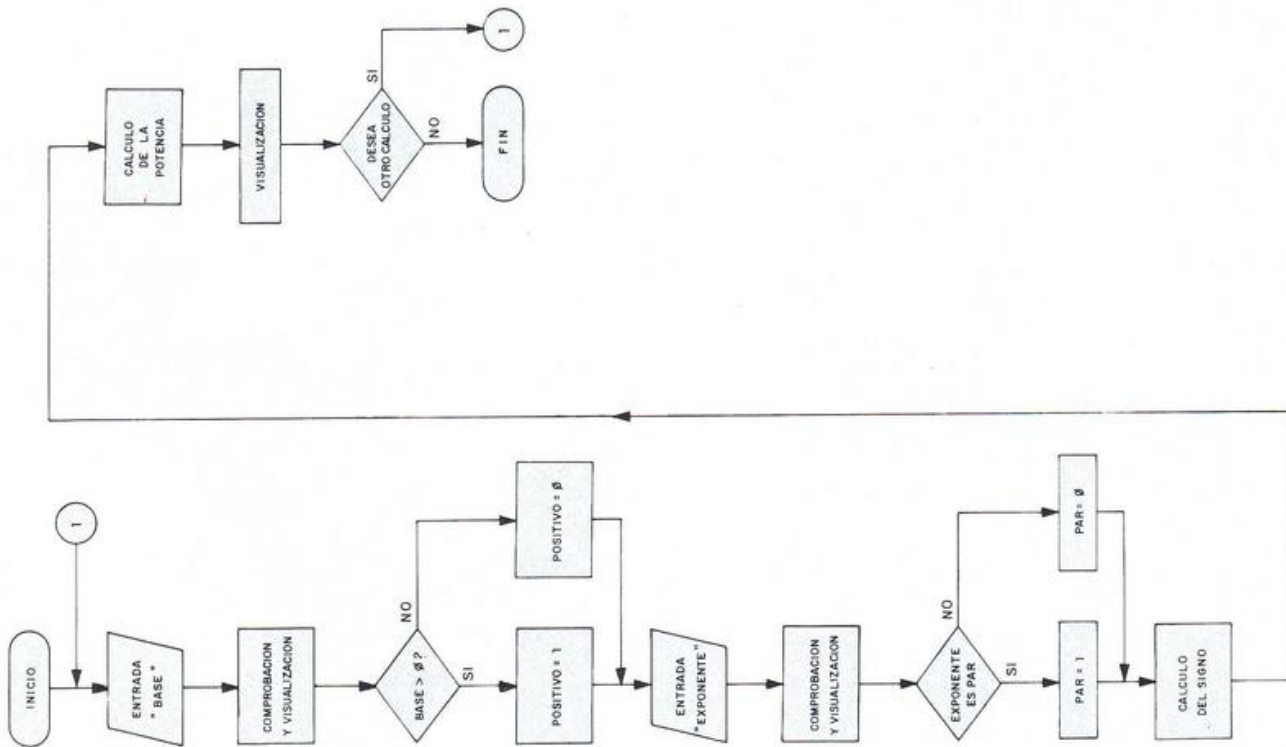 INICIO
1
ENTRADA
" BASE "
COMPROBACION
Y VISUALIZACION
BASE > Ø?
NO
SI
POSITIVO = 1
POSITIVO = Ø
ENTRADA
"EXPONENTE"
COMPROBACION
Y VISUALIZACION
EXPONENTE
ES PAR
NO
SI
PAR = 1
PAR= Ø
CALCULO
DEL SIGNO
CALCULO
DE LA
POTENCIA
VISUALIZACION
DESEA
OTRO CALCULO
SI
1
NO
FIN